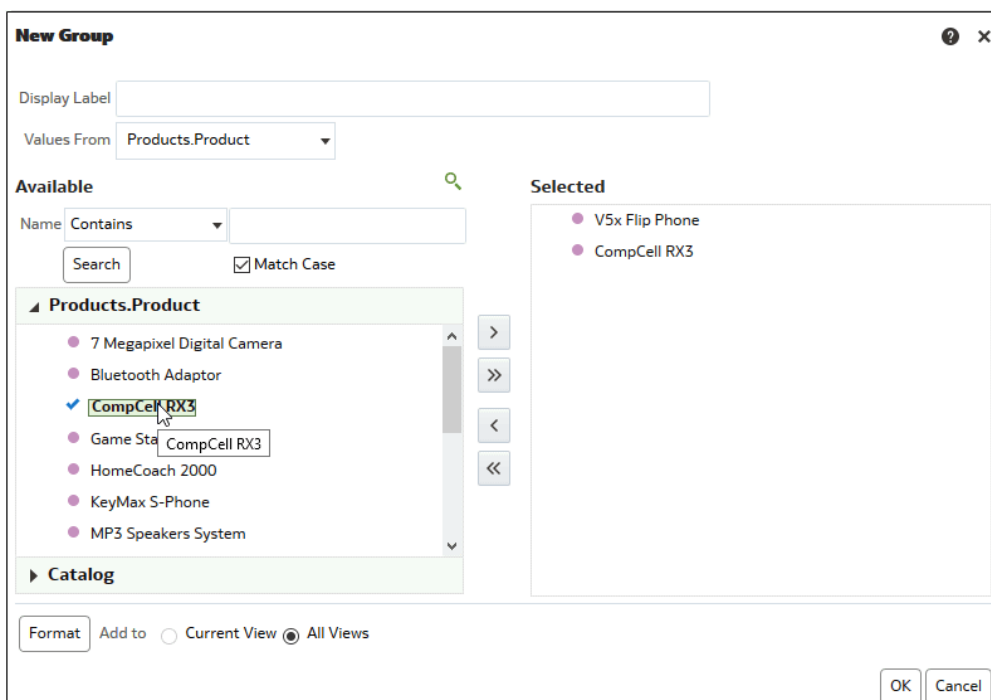 New Group
Display Label
Values From Products.Product
Available
Name Contains
Search Match Case
Products.Product
7 Megapixel Digital Camera
Bluetooth Adaptor
CompCell RX3
Game Sta
CompCell RX3
HomeCoach 2000
KeyMax S-Phone
MP3 Speakers System
Catalog
Selected
V5x Flip Phone
CompCell RX3
Format Add to Current View All Views
OK Cancel